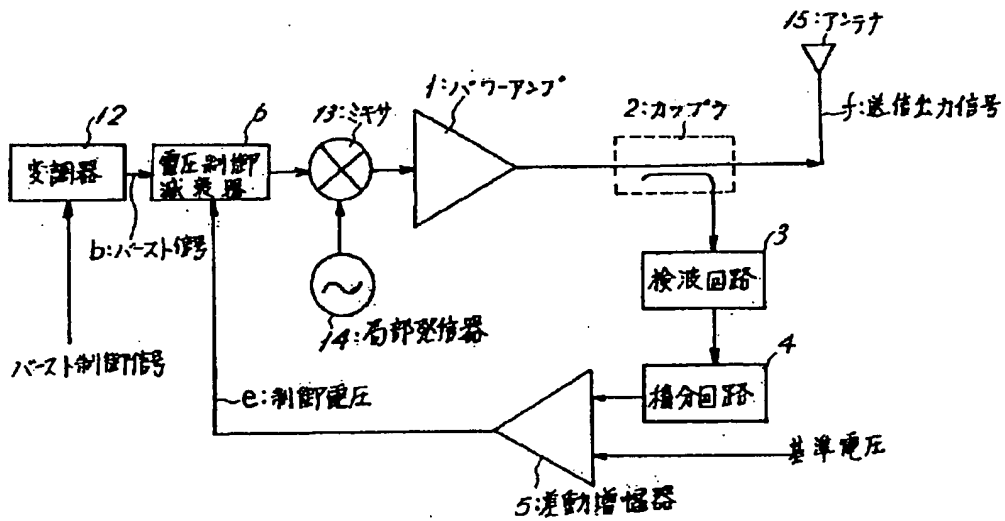 15:アンテナ
1:パワーアンプ
13:ミキサ
2:カップラ
f:送信出力信号
12
6
変調器
電圧制御
減衰器
b:バースト信号
3
検波回路
14:局部発信器
4
バースト制御信号
積分回路
e:制御電圧
基準電圧
5:差動増幅器